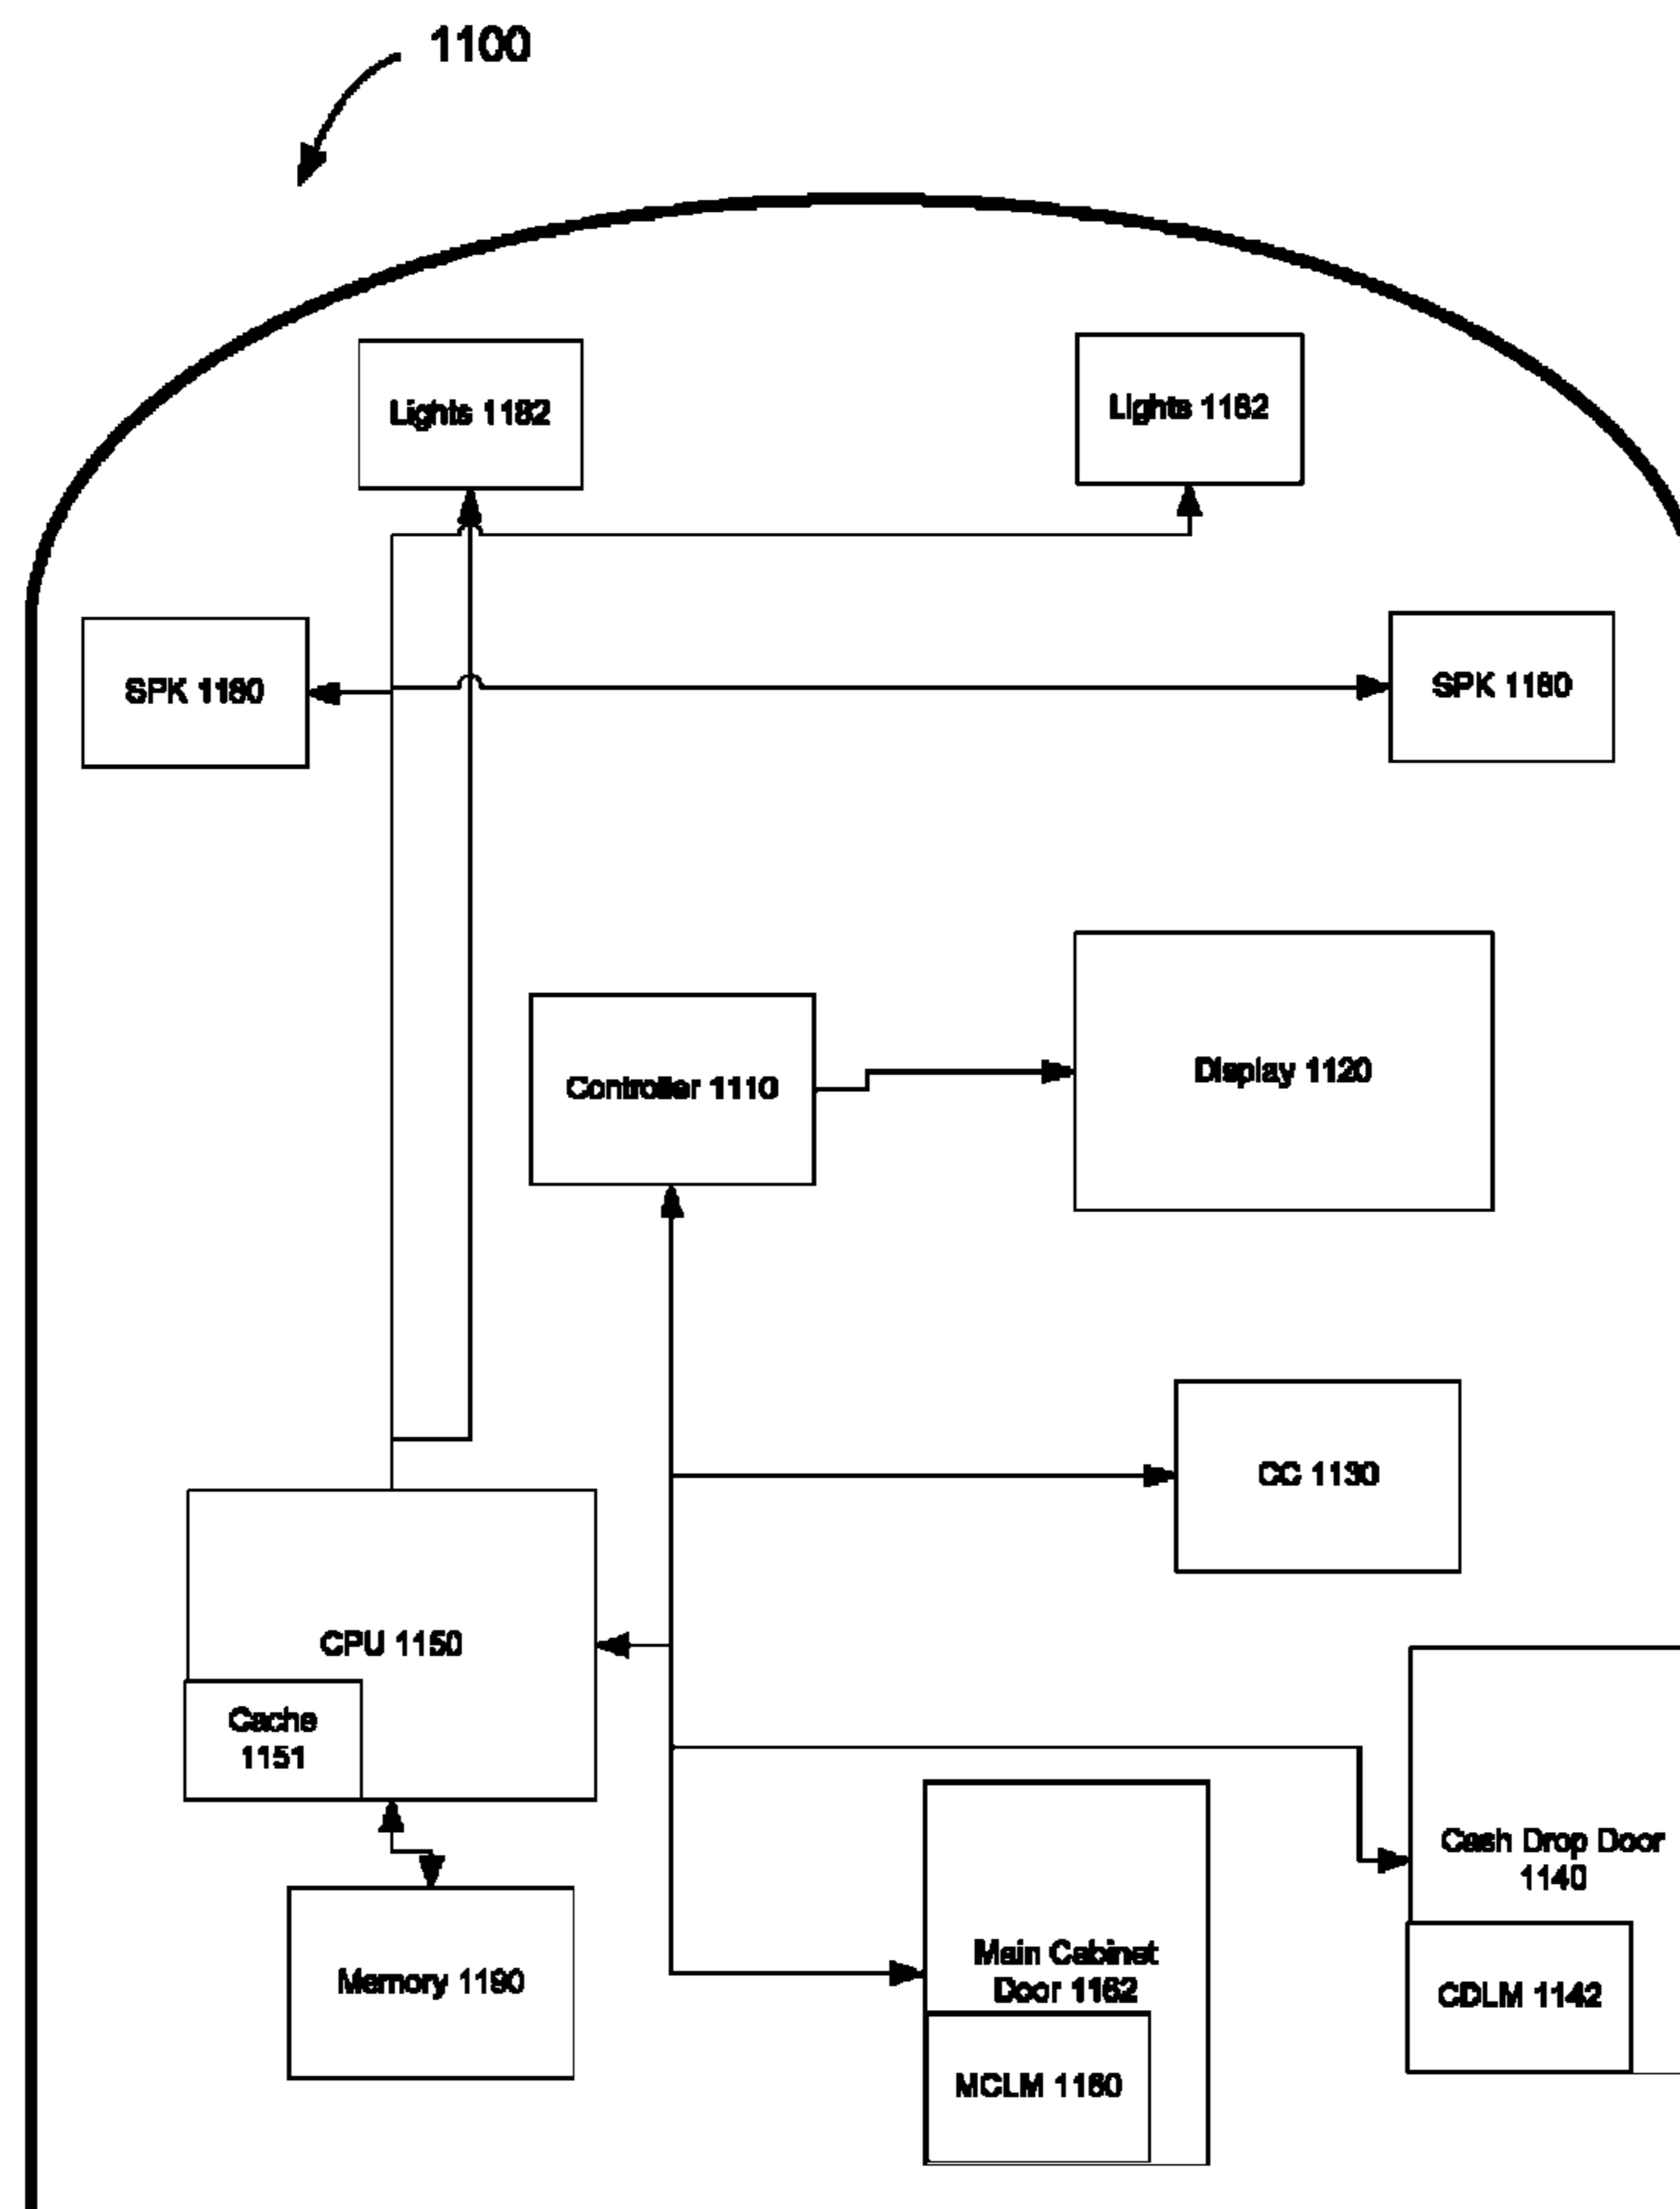 1100
Lights 1182
Lights 1182
SPK 1180
SPK 1180
Controller 1110
Display 1120
CC 1130
CPU 1150
Cache
1151
Cash Drop Door
1140
Main Cabinet
Door 1162
Memory 1190
CDLM 1142
MCLM 1160